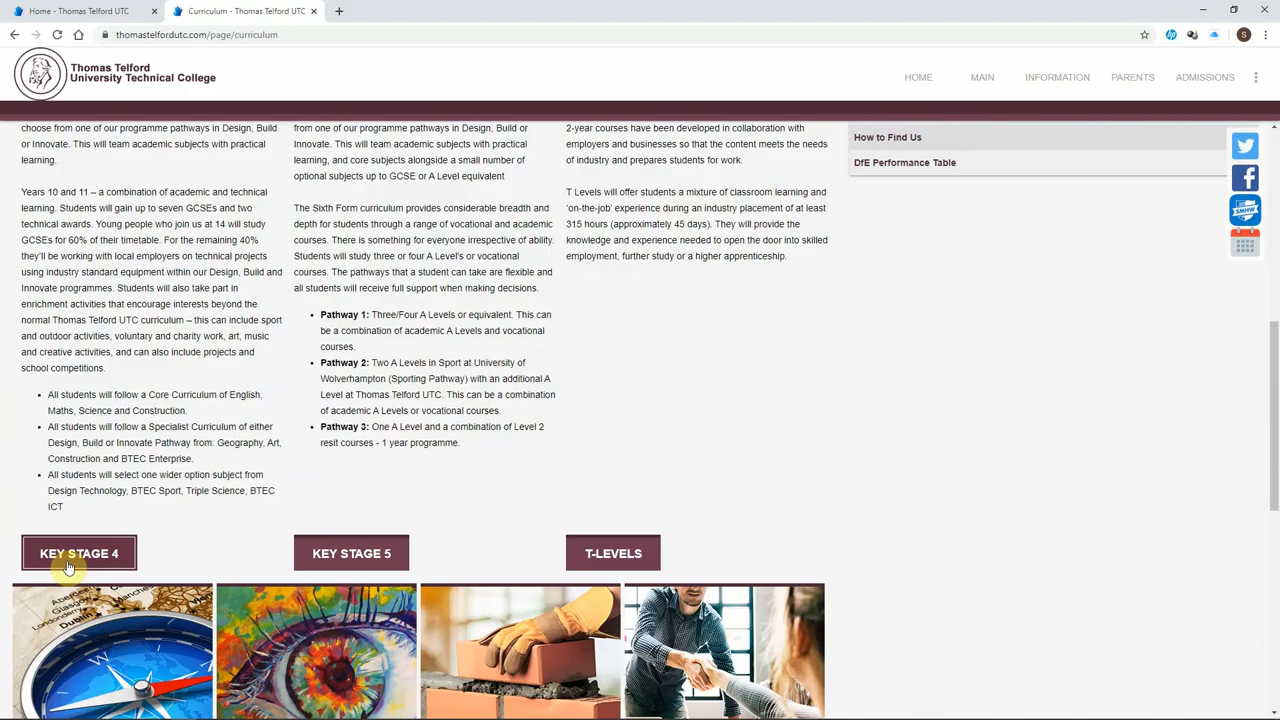 Home - Thomas Telford UTC
Curriculum - Thomas Telford UTC
thomastelfordutc.com/page/curriculum
S
Thomas Telford
University Technical College
HOME
MAIN
INFORMATION
PARENTS
ADMISSIONS
choose from one of our programme pathways in Design, Build
or Innovate. This will team academic subjects with practical
learning.
Years 10 and 11 – a combination of academic and technical
learning. Students will gain up to seven GCSEs and two
technical awards. Young people who join us at 14 will study
GCSEs for 60% of their timetable. For the remaining 40%
they'll be working with local employers on technical projects
using industry standard equipment within our Design, Build and
Innovate programmes. Students will also take part in
enrichment activities that encourage interests beyond the
normal Thomas Telford UTC curriculum – this can include sport
and outdoor activities, voluntary and charity work, art, music
and creative activities, and can also include projects and
school competitions.
• All students will follow a Core Curriculum of English,
Maths, Science and Construction.
• All students will follow a Specialist Curriculum of either
Design, Build or Innovate Pathway from: Geography, Art,
Construction and BTEC Enterprise.
• All students will select one wider option subject from
Design Technology, BTEC Sport, Triple Science, BTEC
ICT
KEY STAGE 4
from one of our programme pathways in Design, Build or
Innovate. This will team academic subjects with practical
learning, and core subjects alongside a small number of
optional subjects up to GCSE or A Level equivalent
The Sixth Form curriculum provides considerable breadth and
depth for students through a range of vocational and academic
courses. There is something for everyone irrespective of ability.
Students will study three or four A Level's or vocational
courses. The pathways that a student can take are flexible and
all students will receive full support when making decisions.
• Pathway 1: Three/Four A Levels or equivalent. This can
be a combination of academic A Levels and vocational
courses.
• Pathway 2: Two A Levels in Sport at University of
Wolverhampton (Sporting Pathway) with an additional A
Level at Thomas Telford UTC. This can be a combination
of academic A Levels or vocational courses.
• Pathway 3: One A Level and a combination of Level 2
resit courses - 1 year programme.
KEY STAGE 5
2-year courses have been developed in collaboration with
employers and businesses so that the content meets the needs
of industry and prepares students for work.
T Levels will offer students a mixture of classroom learning and
'on-the-job' experience during an industry placement of at least
315 hours (approximately 45 days). They will provide the
knowledge and experience needed to open the door into skilled
employment, further study or a higher apprenticeship.
T-LEVELS
How to Find Us
DfE Performance Table
SMHW
Glasgow
Dublin